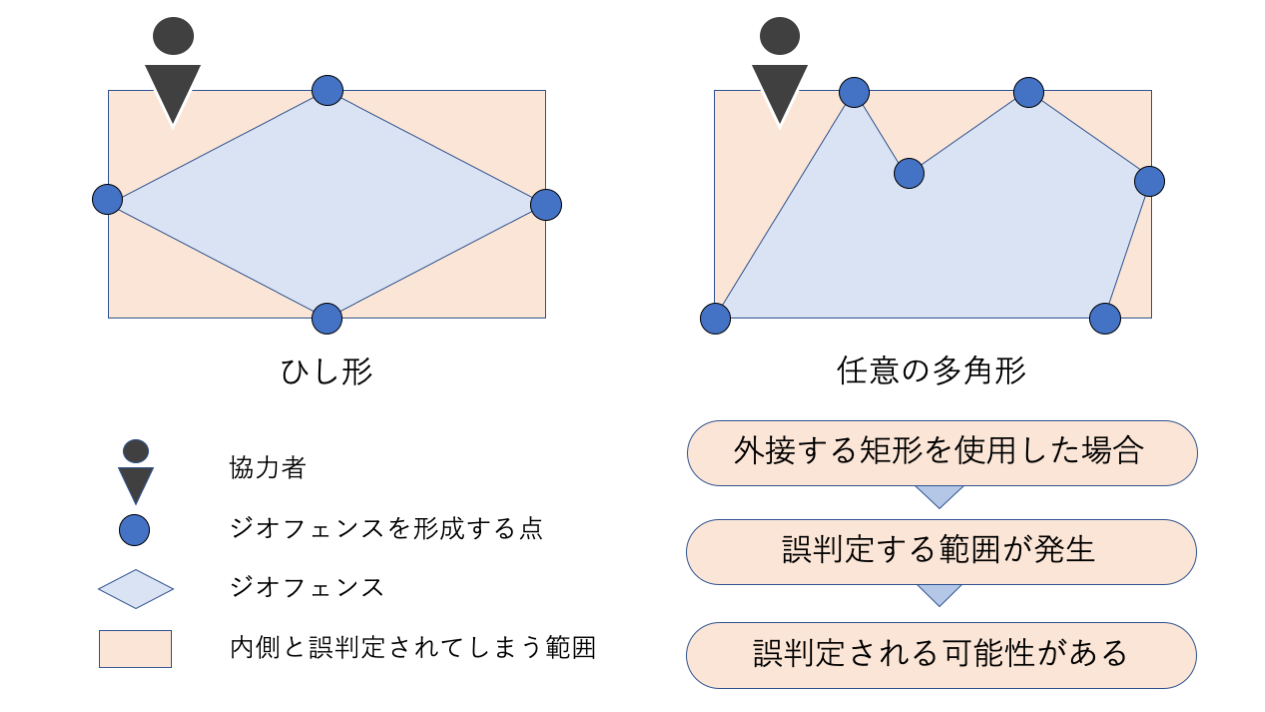 ひし形
任意の多角形
協力者
ジオフェンスを形成する点
ジオフェンス
内側と誤判定されてしまう範囲
外接する矩形を使用した場合
誤判定する範囲が発生
誤判定される可能性がある